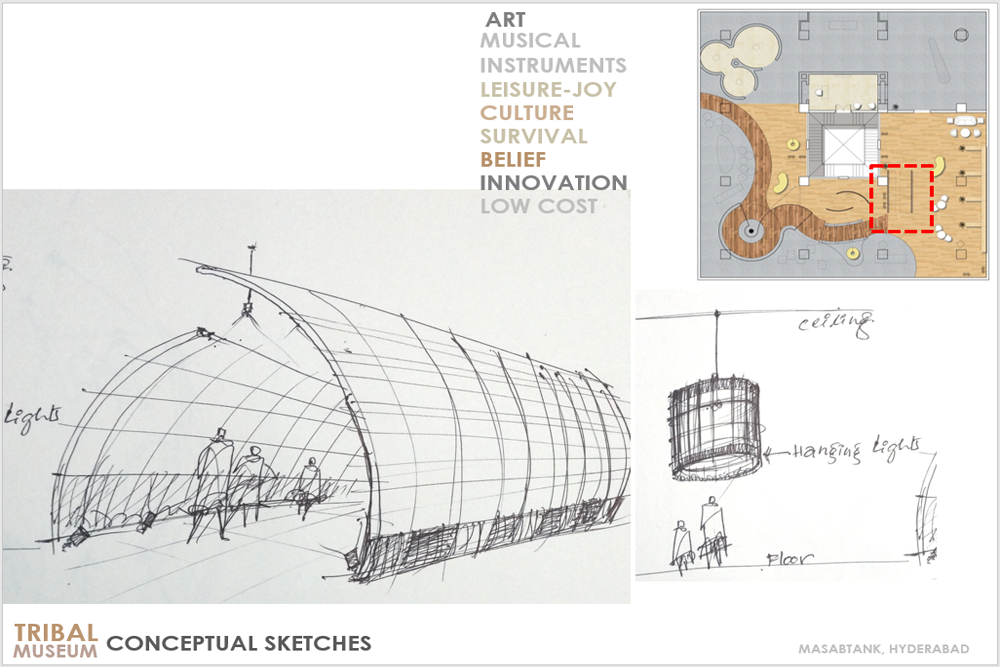 ART
MUSICAL
INSTRUMENTS
LEISURE-JOY
CULTURE
SURVIVAL
BELIEF
INNOVATION
LOW COST
Lights
ceiling
Hanging Lights
Floor
TRIBAL
MUSEUM
CONCEPTUAL SKETCHES
MASABTANK, HYDERABAD